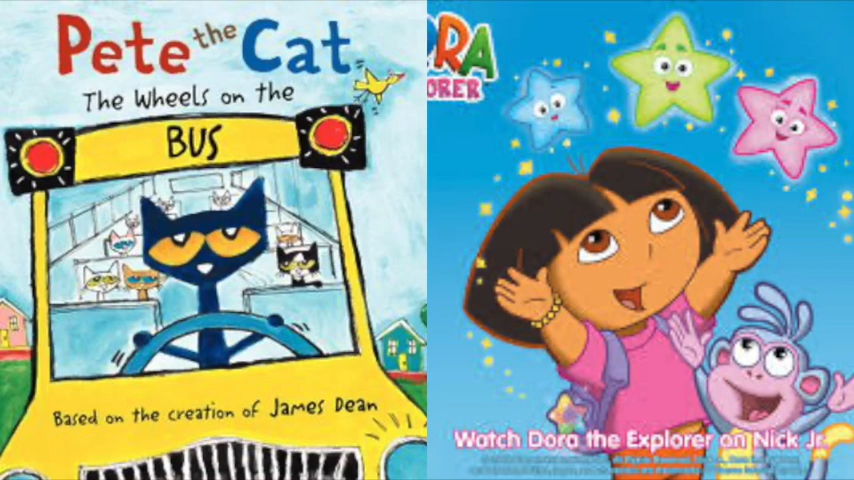 Pete the Cat
The Wheels on the
BUS
Based on the creation of James Dean
RA
ORER
Watch Dora the Explorer on Nick Jr